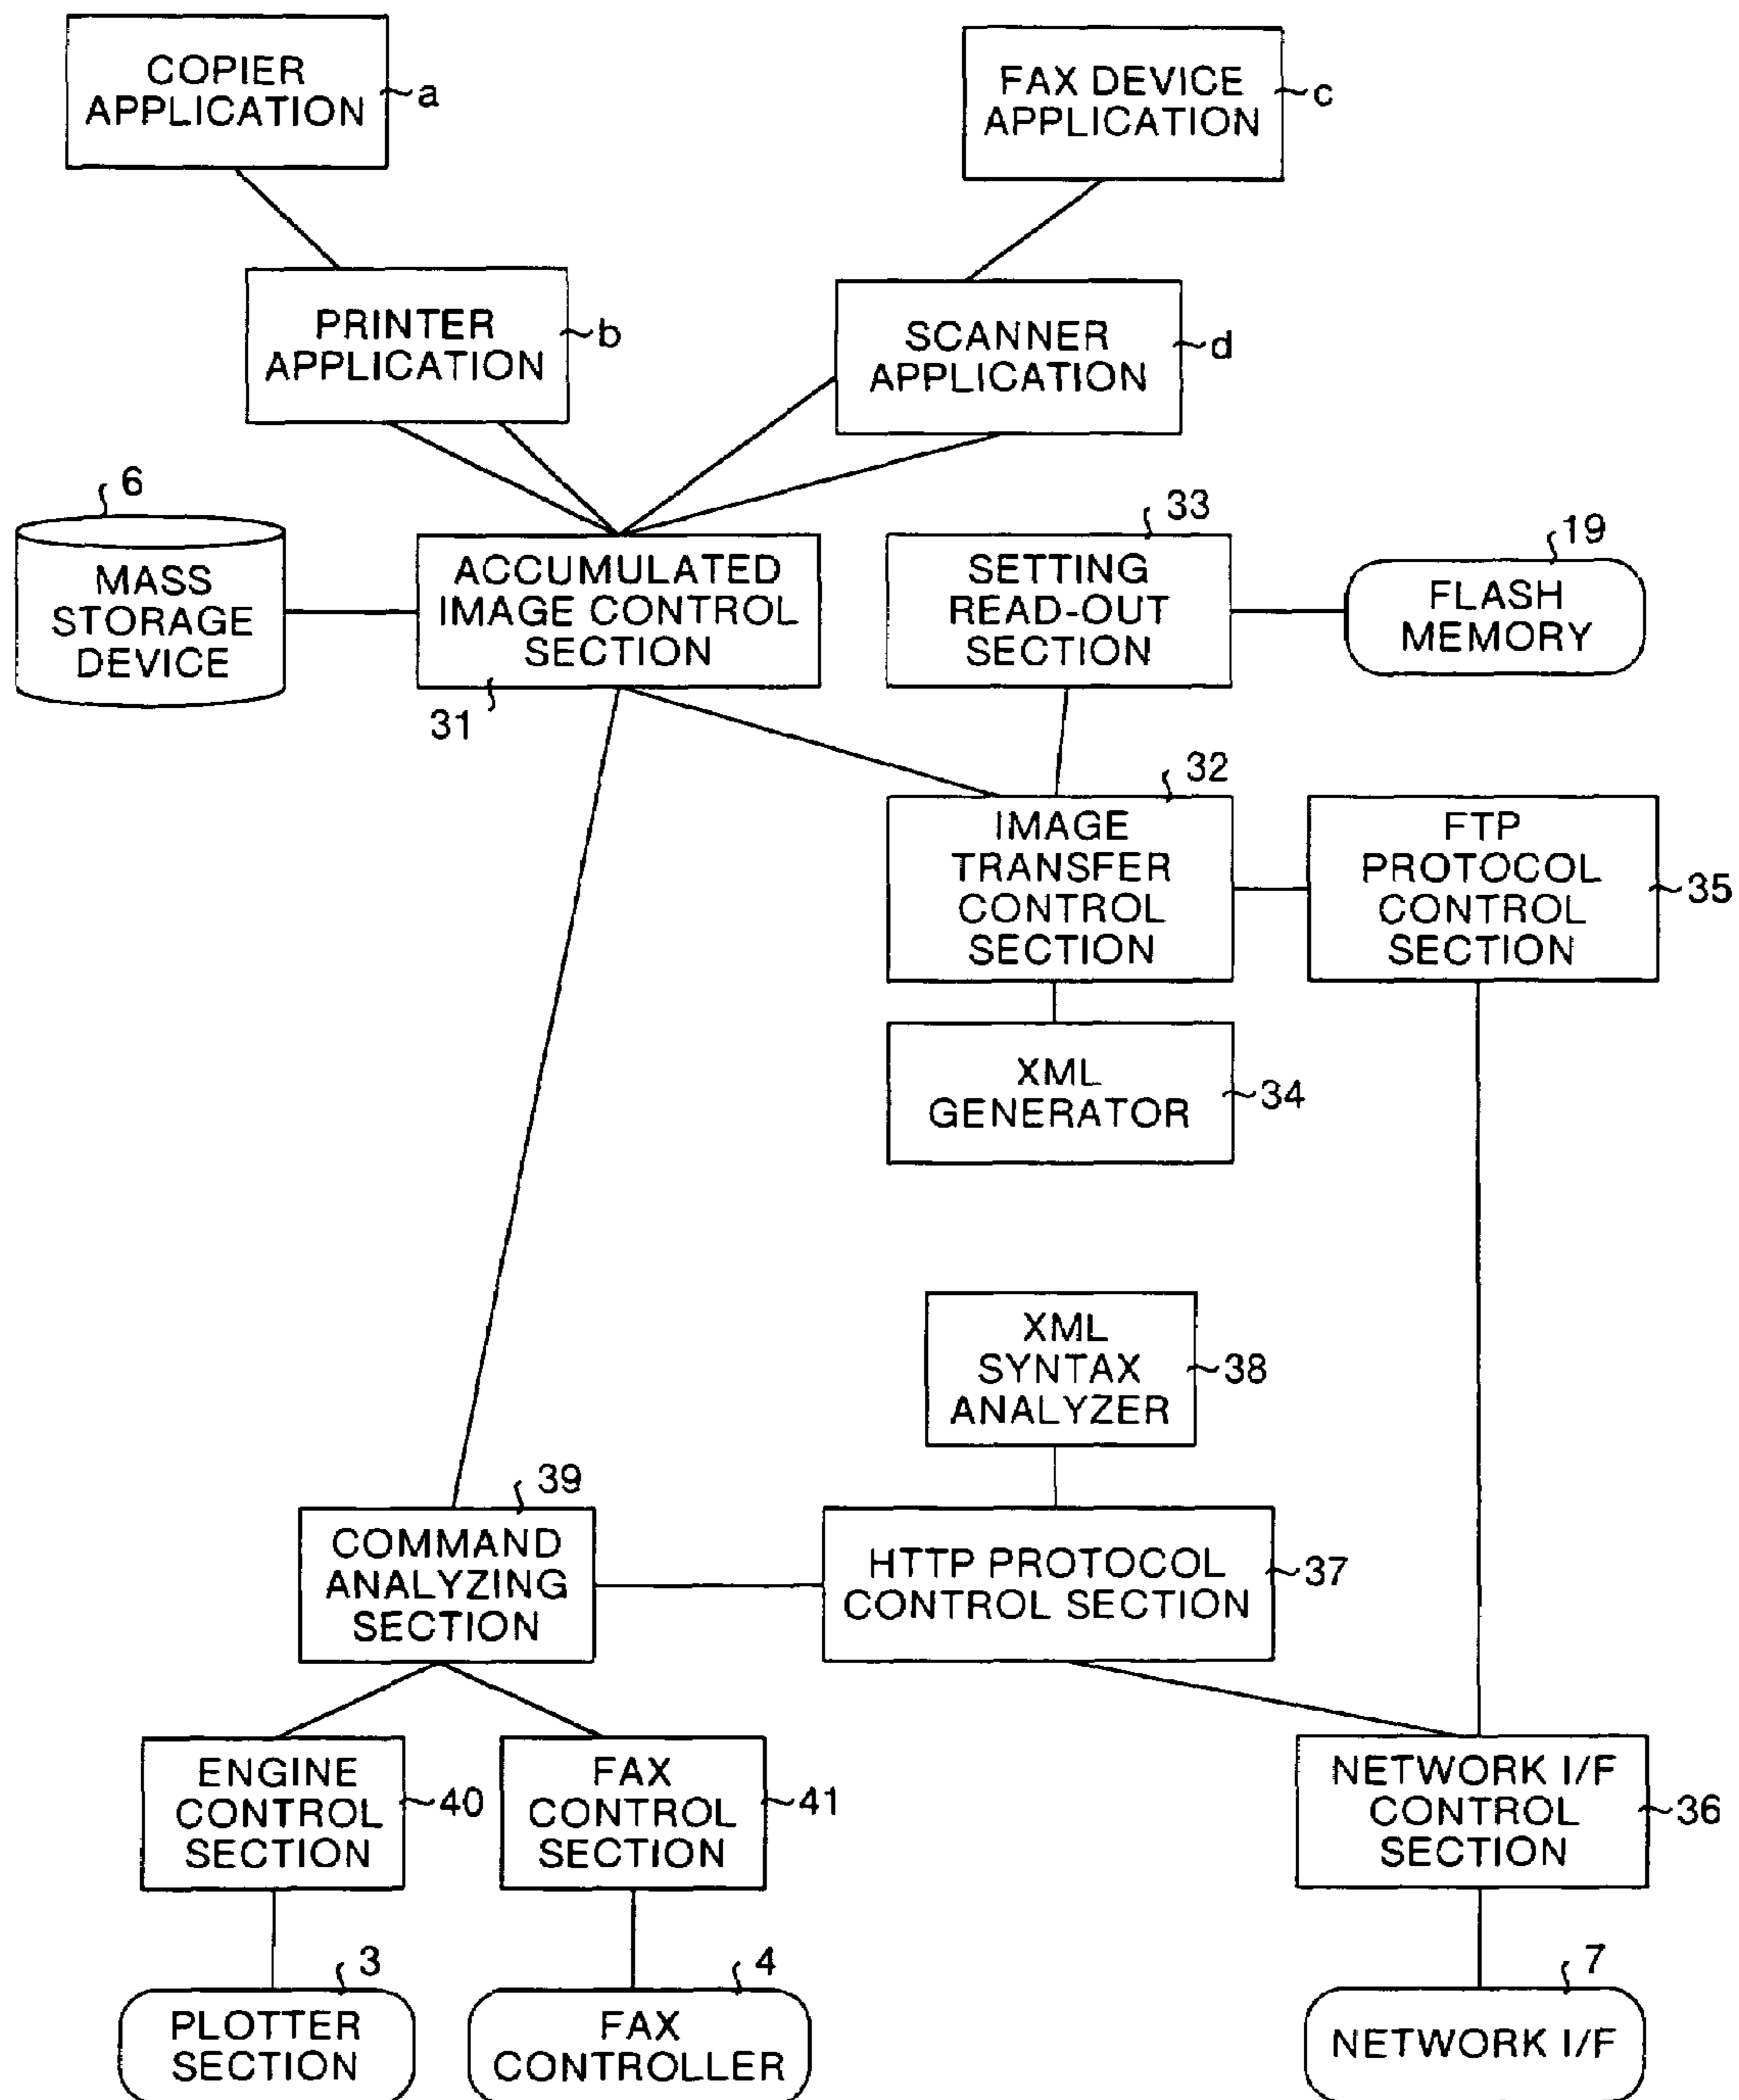 COPIER
APPLICATION
a
FAX DEVICE
APPLICATION
c
PRINTER
APPLICATION
b
SCANNER
APPLICATION
d
6
MASS
STORAGE
DEVICE
ACCUMULATED
IMAGE CONTROL
SECTION
31
33
SETTING
READ-OUT
SECTION
19
FLASH
MEMORY
32
IMAGE
TRANSFER
CONTROL
SECTION
FTP
PROTOCOL
CONTROL
SECTION
35
XML
GENERATOR
34
XML
SYNTAX
ANALYZER
38
39
COMMAND
ANALYZING
SECTION
HTTP PROTOCOL
CONTROL SECTION
37
ENGINE
CONTROL
SECTION
40
FAX
CONTROL
SECTION
41
NETWORK I/F
CONTROL
SECTION
36
3
PLOTTER
SECTION
4
FAX
CONTROLLER
7
NETWORK I/F